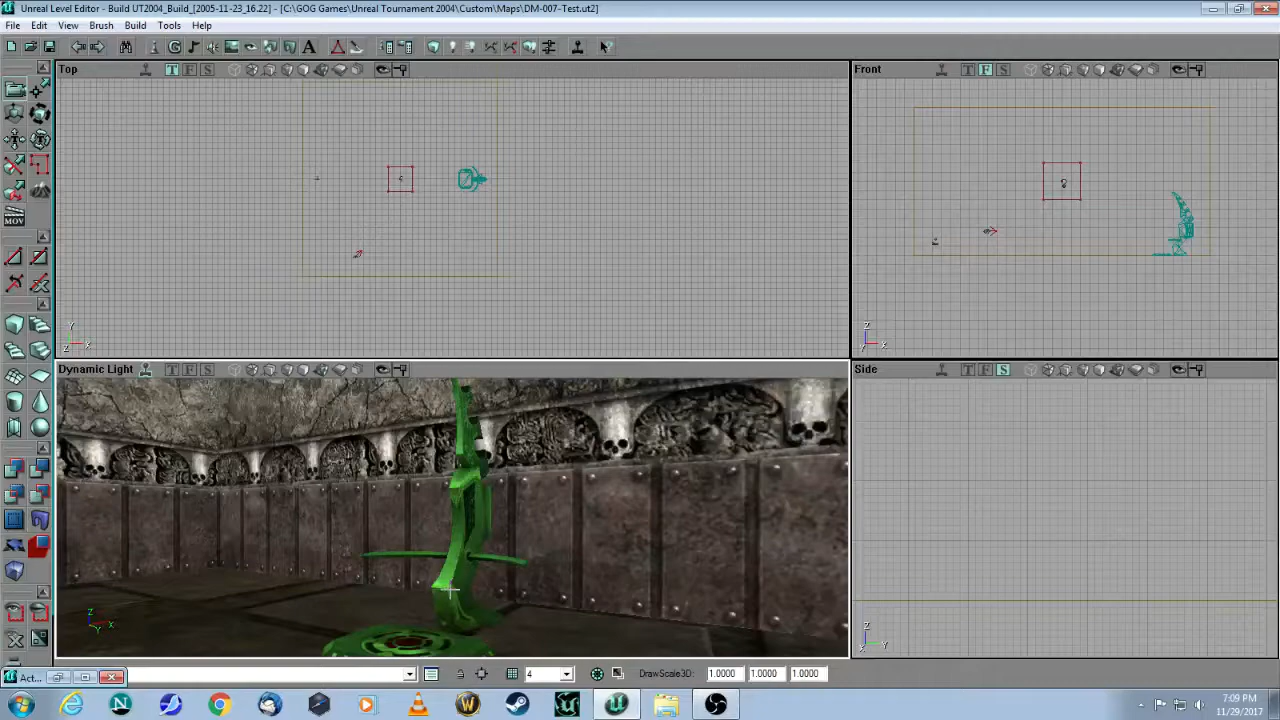 Unreal Level Editor - Build UT2004_Build_[2005-11-23_16.22] - [C:\GOG Games\Unreal Tournament 2004\Custom\Maps\DM-007-Test.ut2]
File Edit View Brush Build Tools Help
Top T F S
Front T F S
MOV
Y
Z X
Z
Y X
Dynamic Light T F S
Side T F S
Z
Y X
Z
X Y
Act...
4 DrawScale3D: 1.0000 1.0000 1.0000
7:09 PM
11/29/2017